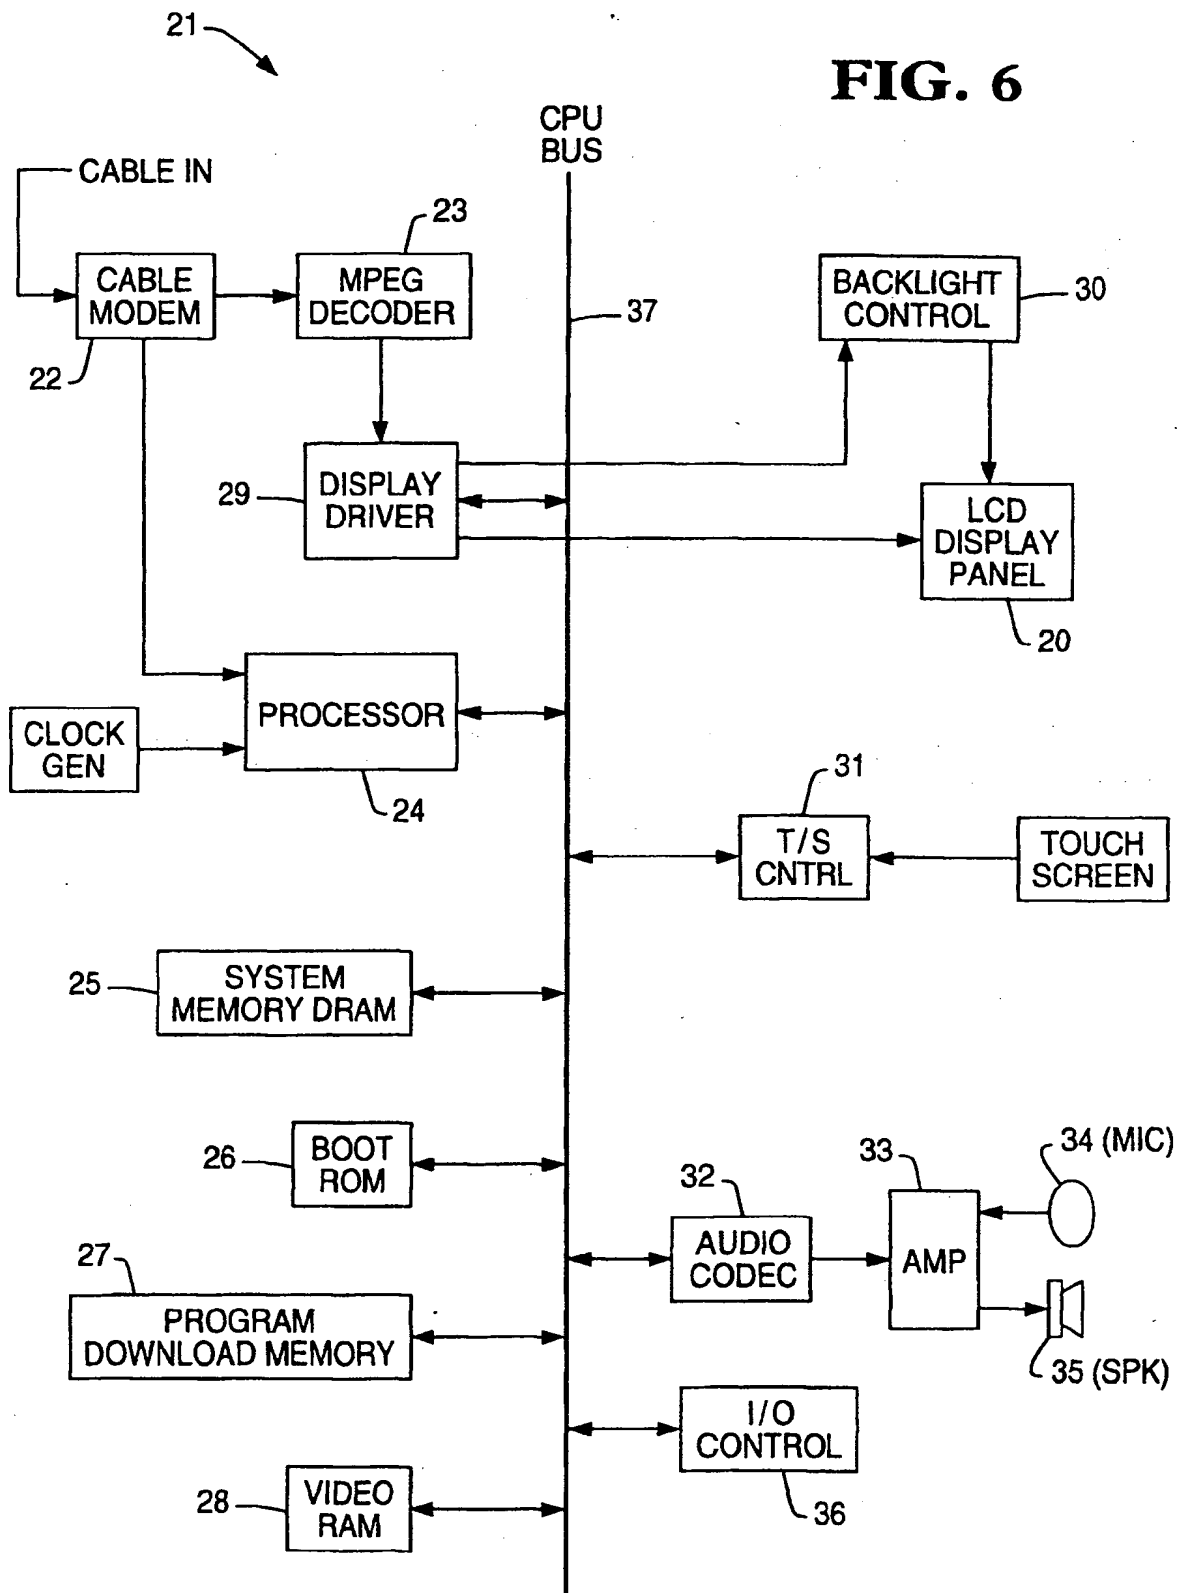 21
FIG. 6
CPU
BUS
CABLE IN
23
CABLE
MODEM
MPEG
DECODER
BACKLIGHT
CONTROL
30
37
22
29
DISPLAY
DRIVER
LCD
DISPLAY
PANEL
20
PROCESSOR
CLOCK
GEN
24
31
T/S
CNTRL
TOUCH
SCREEN
25
SYSTEM
MEMORY DRAM
26
BOOT
ROM
34 (MIC)
33
32
AUDIO
CODEC
AMP
27
PROGRAM
DOWNLOAD MEMORY
35 (SPK)
I/O
CONTROL
28
VIDEO
RAM
36